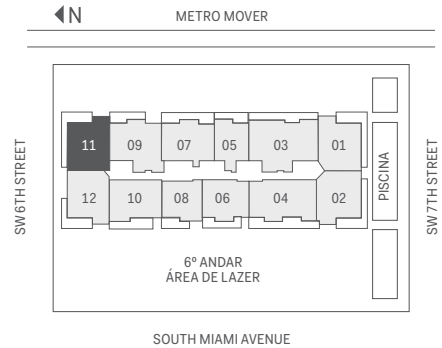 N
METRO MOVER
SW 6TH STREET
11 09 07 05 03 01
12 10 08 06 04 02
PISCINA
SW 7TH STREET
6º ANDAR
ÁREA DE LAZER
SOUTH MIAMI AVENUE